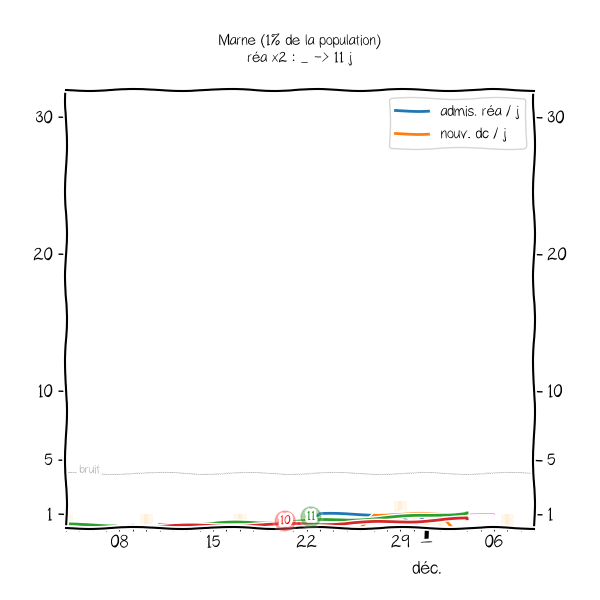 Marne (1% de la population)
réa x2 : _ -> 11 j
admis. réa / j
nouv. dc / j
30
30
20
20
10
10
5
5
bruit
1
1
10
11
08
15
22
29
06
déc.